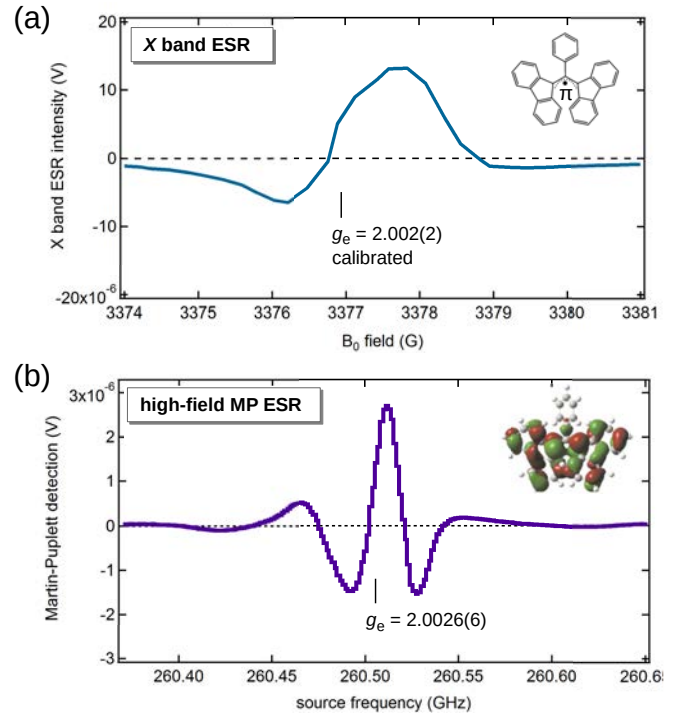 (a)
X band ESR
X band ESR intensity (V)
20
10
0
-10
-20x10-6
π
ge = 2.002(2)
calibrated
3374 3375 3376 3377 3378 3379 3380 3381
B0 field (G)
(b)
high-field MP ESR
Martin-Puplett detection (V)
3x10-6
2
1
0
-1
-2
-3
ge = 2.0026(6)
260.40 260.45 260.50 260.55 260.60 260.65
source frequency (GHz)